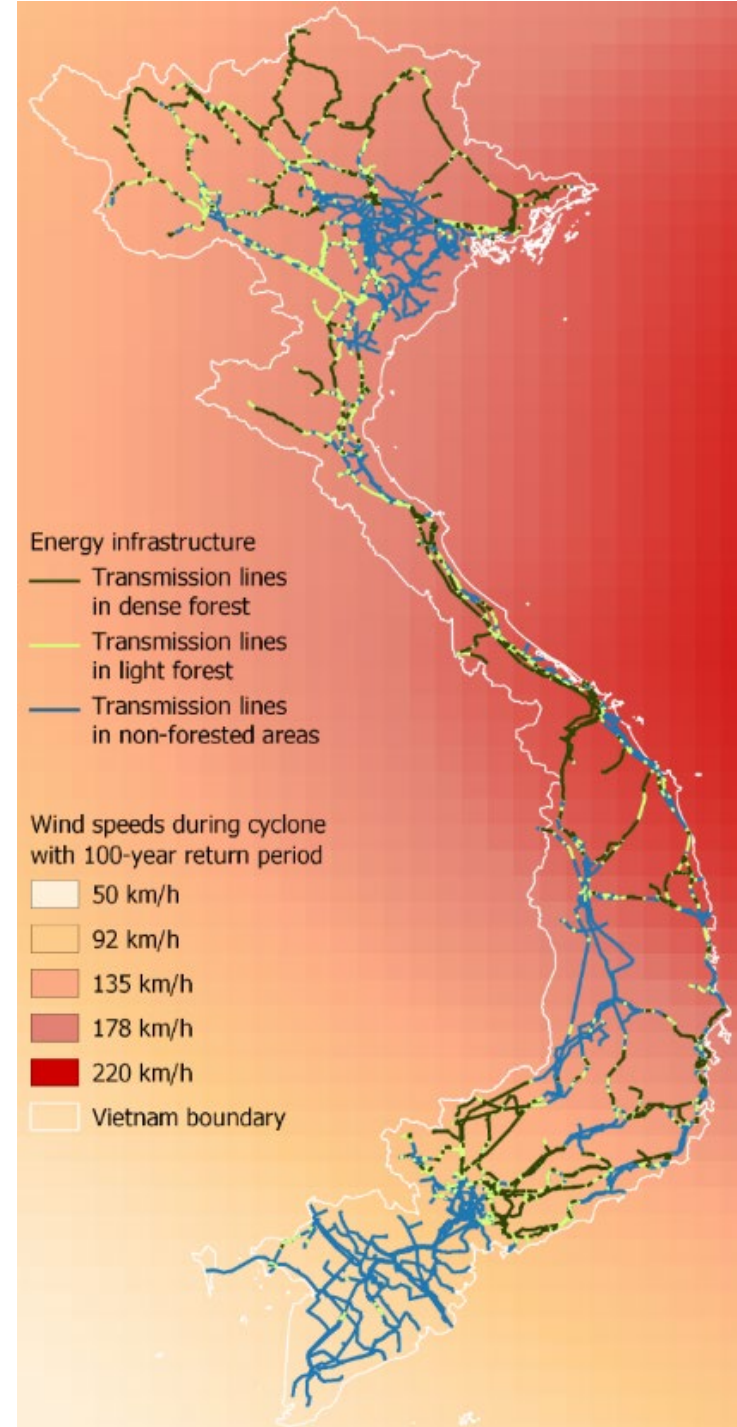 Energy infrastructure
Transmission lines
in dense forest
Transmission lines
in light forest
Transmission lines
in non-forested areas
Wind speeds during cyclone
with 100-year return period
50 km/h
92 km/h
135 km/h
178 km/h
220 km/h
Vietnam boundary